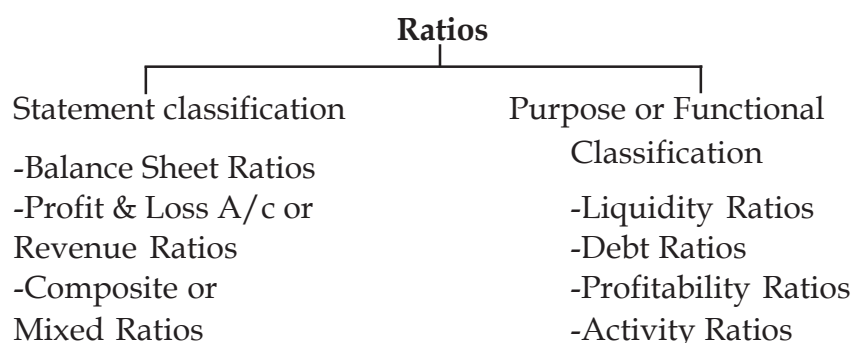 Ratios
Statement classification
-Balance Sheet Ratios
-Profit & Loss A/c or
Revenue Ratios
-Composite or
Mixed Ratios
Purpose or Functional
Classification
-Liquidity Ratios
-Debt Ratios
-Profitability Ratios
-Activity Ratios